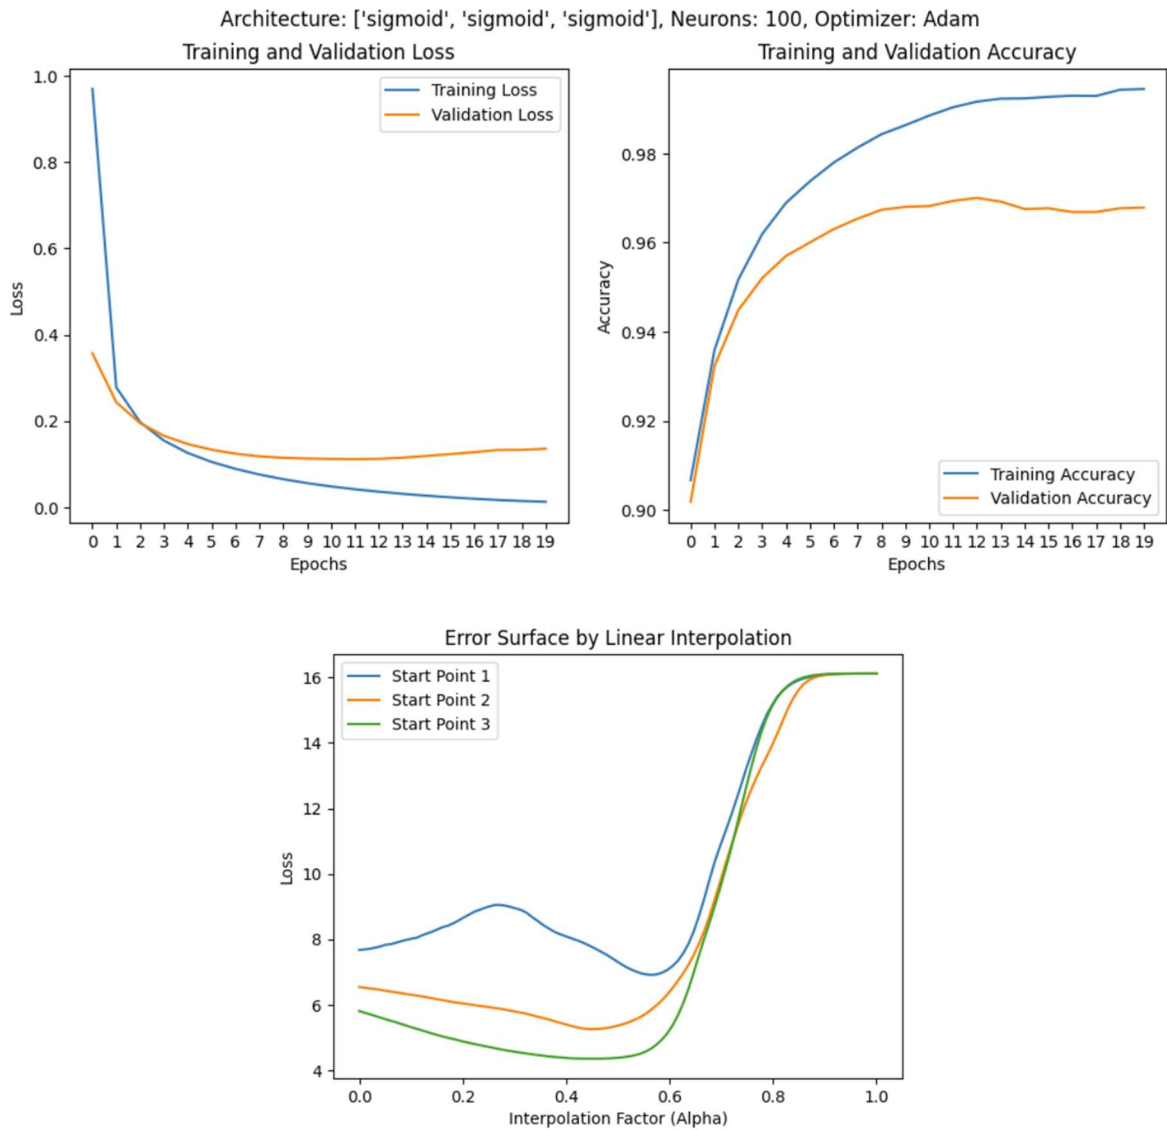 Architecture: ['sigmoid', 'sigmoid', 'sigmoid'], Neurons: 100, Optimizer: Adam
Training and Validation Loss
1.0
0.8
0.6
0.4
0.2
0.0
Loss
Training Loss
Validation Loss
0 1 2 3 4 5 6 7 8 9 10 11 12 13 14 15 16 17 18 19
Epochs
Training and Validation Accuracy
0.98
0.96
0.94
0.92
0.90
Accuracy
Training Accuracy
Validation Accuracy
0 1 2 3 4 5 6 7 8 9 10 11 12 13 14 15 16 17 18 19
Epochs
Error Surface by Linear Interpolation
16
14
12
10
8
6
4
Loss
Start Point 1
Start Point 2
Start Point 3
0.0 0.2 0.4 0.6 0.8 1.0
Interpolation Factor (Alpha)